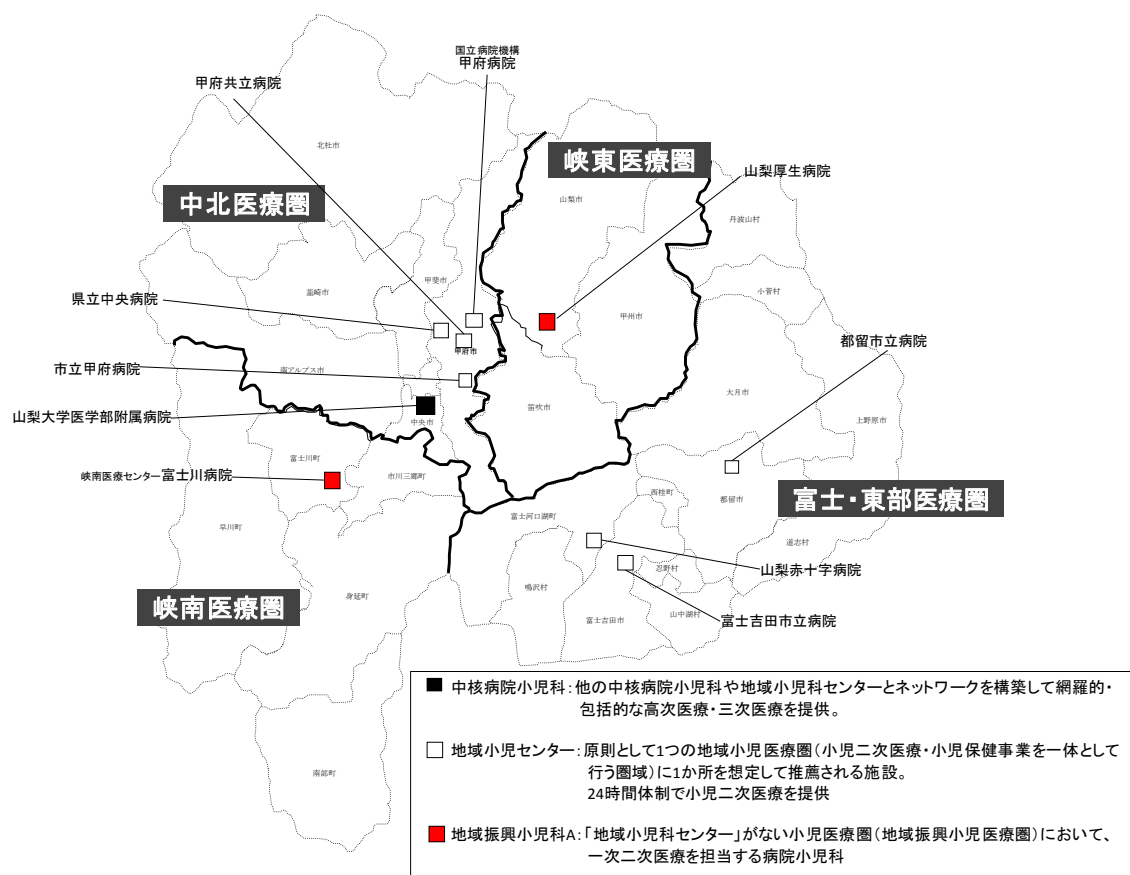 国立病院機構
甲府病院
甲府共立病院
北杜市
峡東医療圏
山梨厚生病院
中北医療圏
山梨市
丹波山村
甲斐市
小菅村
韮崎市
県立中央病院
甲州市
都留市立病院
甲府市
市立甲府病院
南アルプス市
大月市
笛吹市
上野原市
山梨大学医学部附属病院
中央市
富士川町
峡南医療センター富士川病院
市川三郷町
西桂町
都留市
富士・東部医療圏
富士河口湖町
早川町
道志村
山梨赤十字病院
忍野村
鳴沢村
峡南医療圏
身延町
富士吉田市
山中湖村
富士吉田市立病院
南部町
中核病院小児科:他の中核病院小児科や地域小児科センターとネットワークを構築して網羅的・
包括的な高次医療・三次医療を提供。
地域小児センター:原則として1つの地域小児医療圏(小児二次医療・小児保健事業を一体として
行う圏域)に1か所を想定して推薦される施設。
24時間体制で小児二次医療を提供
地域振興小児科A:「地域小児科センター」がない小児医療圏(地域振興小児医療圏)において、
一次二次医療を担当する病院小児科